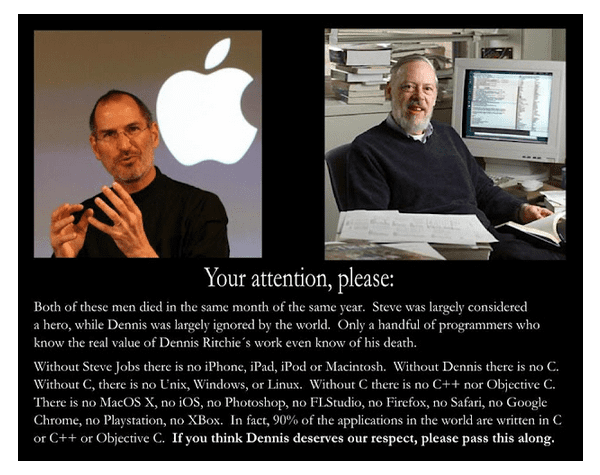 Your attention, please:
Both of these men died in the same month of the same year.  Steve was largely considered
a hero, while Dennis was largely ignored by the world.  Only a handful of programmers who
know the real value of Dennis Ritchie´s work even know of his death.
Without Steve Jobs there is no iPhone, iPad, iPod or Macintosh.  Without Dennis there is no C.
Without C, there is no Unix, Windows, or Linux.  Without C there is no C++ nor Objective C.
There is no MacOS X, no iOS, no Photoshop, no FLStudio, no Firefox, no Safari, no Google
Chrome, no Playstation, no XBox.  In fact, 90% of the applications in the world are written in C
or C++ or Objective C.  If you think Dennis deserves our respect, please pass this along.